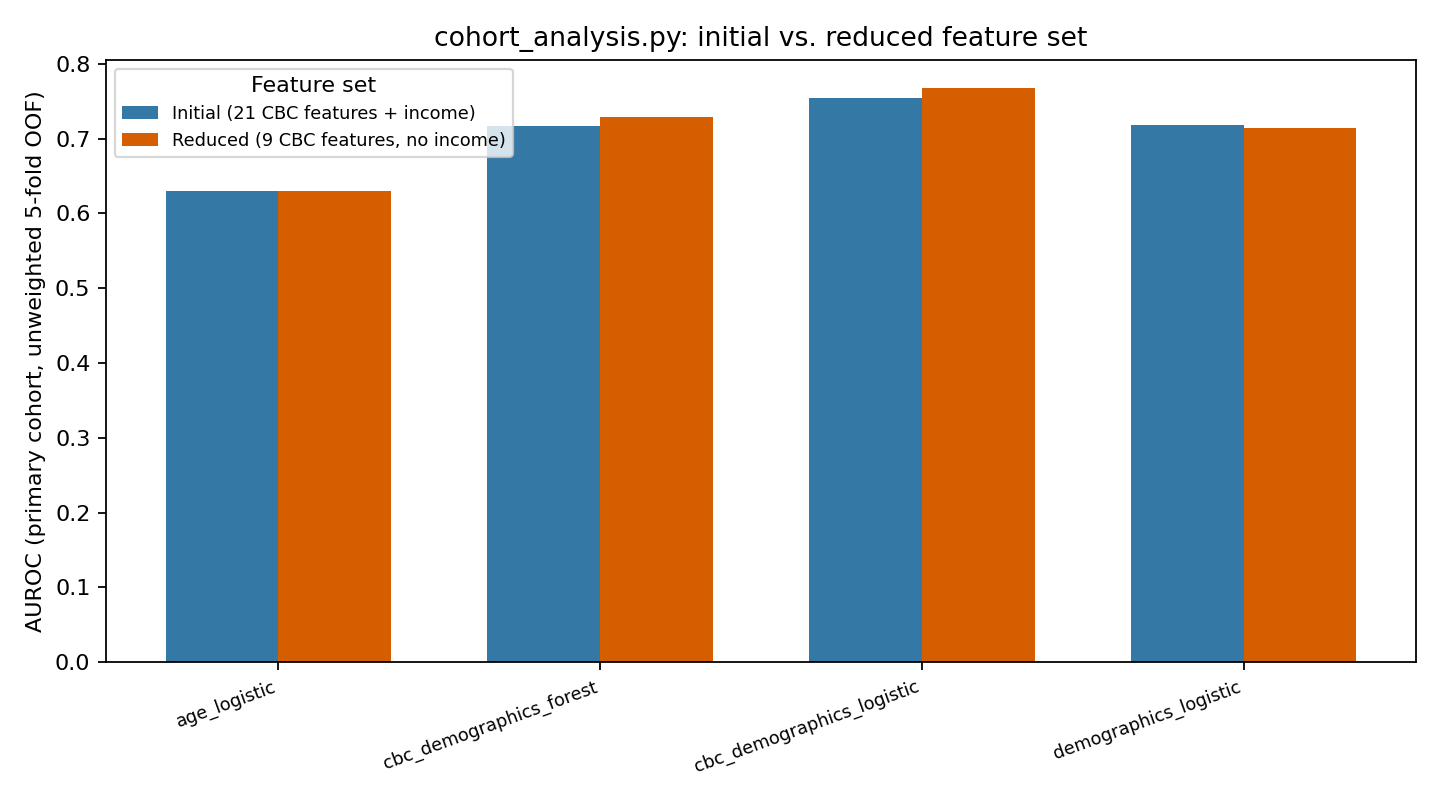 cohort_analysis.py: initial vs. reduced feature set
AUROC (primary cohort, unweighted 5-fold OOF)
0.8
0.7
0.6
0.5
0.4
0.3
0.2
0.1
0.0
Feature set
Initial (21 CBC features + income)
Reduced (9 CBC features, no income)
age_logistic
cbc_demographics_forest
cbc_demographics_logistic
demographics_logistic